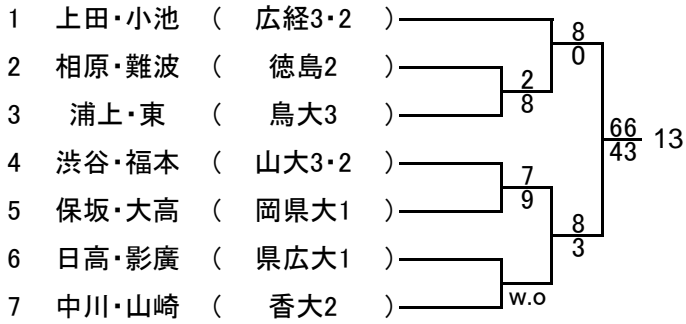 1 上田・小池 ( 広経3・2 )
8
0
2 相原・難波 ( 徳島2 )
2
8
3 浦上・東 ( 鳥大3 )
66
43
13
4 渋谷・福本 ( 山大3・2 )
7
9
5 保坂・大高 ( 岡県大1 )
8
3
6 日高・影廣 ( 県広大1 )
w.o
7 中川・山崎 ( 香大2 )